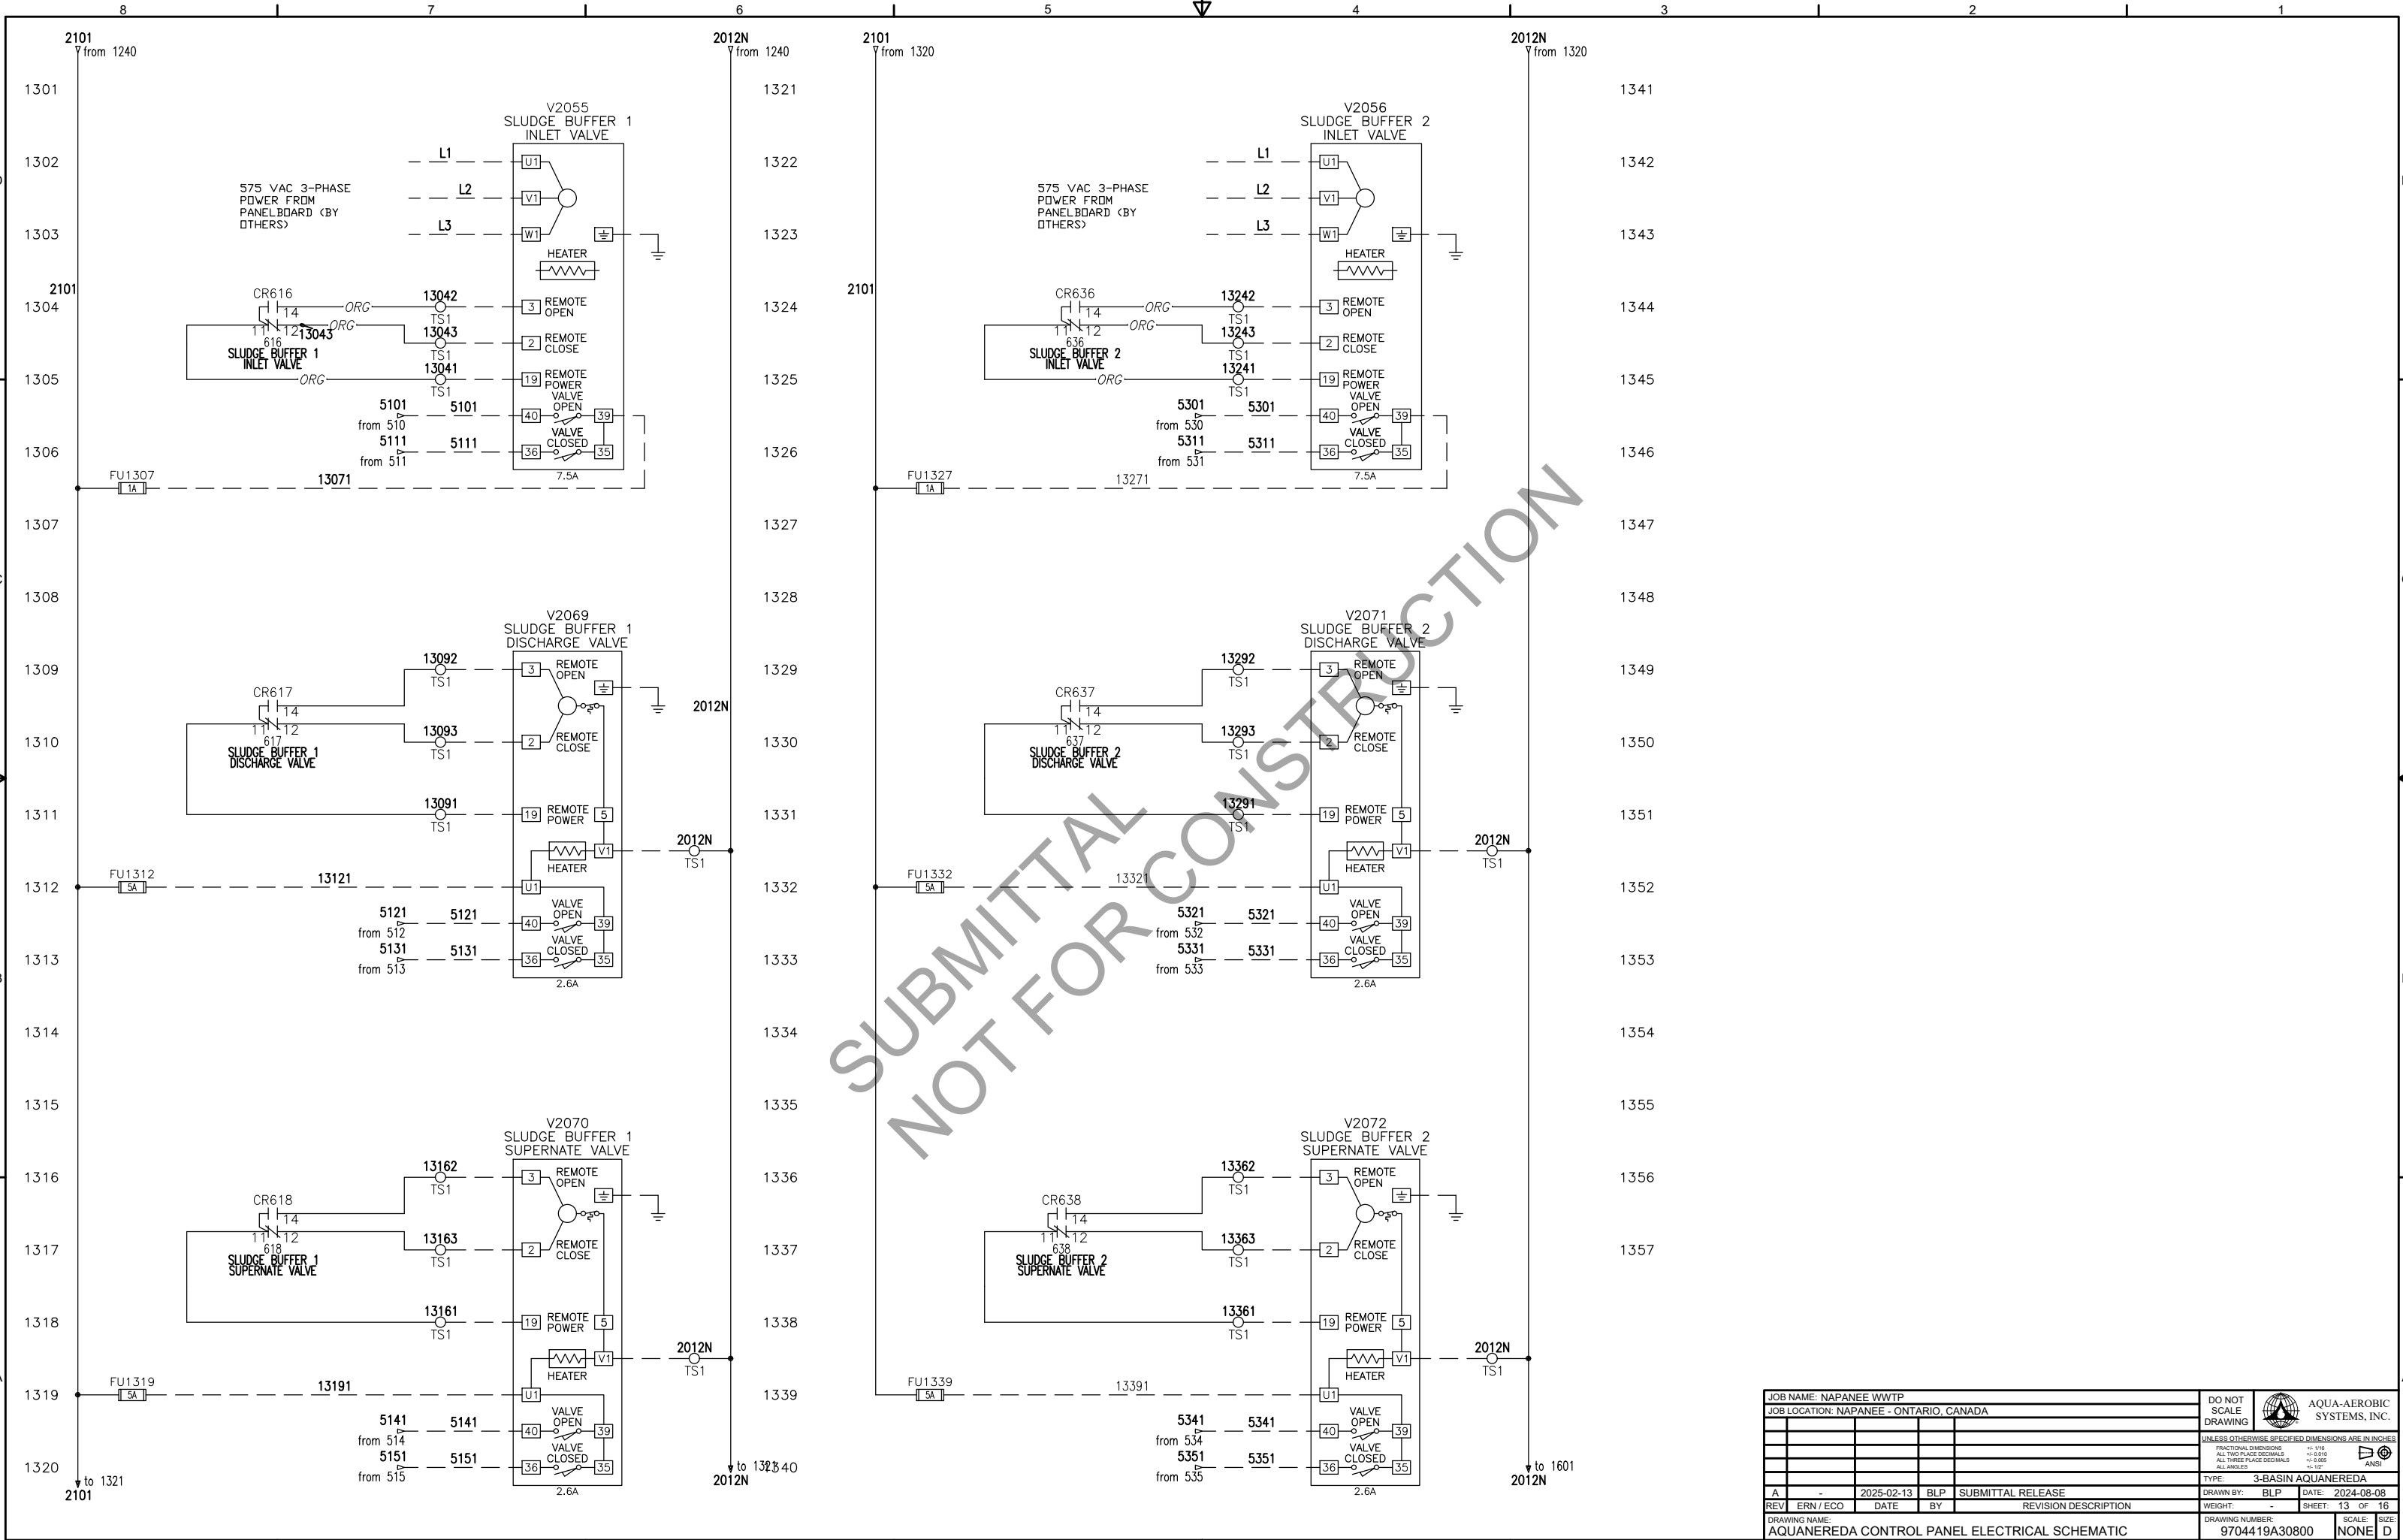 8 7 6 5 4 3 2 1
2101
from 1240
2012N
from 1240
1301
1302
1303
1304
1305
1306
1307
1308
1309
1310
1311
1312
1313
1314
1315
1316
1317
1318
1319
1320
V2055
SLUDGE BUFFER 1
INLET VALVE
L1
U1
575 VAC 3-PHASE
POWER FROM
PANELBOARD (BY
OTHERS)
L2
V1
L3
W1
HEATER
2101
CR616
14
ORG
13042
TS1
3
REMOTE
OPEN
11
12
13043
ORG
13043
TS1
2
REMOTE
CLOSE
616
SLUDGE BUFFER 1
INLET VALVE
ORG
13041
TS1
19
REMOTE
POWER
VALVE
OPEN
5101
from 510
5101
40
39
VALVE
CLOSED
5111
from 511
5111
36
35
7.5A
FU1307
1A
13071
V2069
SLUDGE BUFFER 1
DISCHARGE VALVE
13092
TS1
3
REMOTE
OPEN
CR617
14
11
12
617
SLUDGE BUFFER 1
DISCHARGE VALVE
2012N
13093
TS1
2
REMOTE
CLOSE
13091
TS1
19
REMOTE
POWER
5
HEATER
V1
2012N
TS1
FU1312
5A
13121
U1
VALVE
OPEN
5121
from 512
5121
40
39
VALVE
CLOSED
5131
from 513
5131
36
35
2.6A
V2070
SLUDGE BUFFER 1
SUPERNATE VALVE
13162
TS1
3
REMOTE
OPEN
CR618
14
11
12
618
SLUDGE BUFFER 1
SUPERNATE VALVE
13163
TS1
2
REMOTE
CLOSE
13161
TS1
19
REMOTE
POWER
5
HEATER
V1
2012N
TS1
FU1319
5A
13191
U1
VALVE
OPEN
5141
from 514
5141
40
39
VALVE
CLOSED
5151
from 515
5151
36
35
2.6A
to 1321
2101
to 1321
2012N
2101
from 1320
2012N
from 1320
1321
1322
1323
1324
1325
1326
1327
1328
1329
1330
1331
1332
1333
1334
1335
1336
1337
1338
1339
1340
V2056
SLUDGE BUFFER 2
INLET VALVE
L1
U1
575 VAC 3-PHASE
POWER FROM
PANELBOARD (BY
OTHERS)
L2
V1
L3
W1
HEATER
2101
CR636
14
ORG
13242
TS1
3
REMOTE
OPEN
11
12
ORG
13243
TS1
2
REMOTE
CLOSE
636
SLUDGE BUFFER 2
INLET VALVE
ORG
13241
TS1
19
REMOTE
POWER
VALVE
OPEN
5301
from 530
5301
40
39
VALVE
CLOSED
5311
from 531
5311
36
35
7.5A
FU1327
1A
13271
V2071
SLUDGE BUFFER 2
DISCHARGE VALVE
13292
TS1
3
REMOTE
OPEN
CR637
14
11
12
637
SLUDGE BUFFER 2
DISCHARGE VALVE
13293
TS1
2
REMOTE
CLOSE
13291
TS1
19
REMOTE
POWER
5
HEATER
V1
2012N
TS1
FU1332
5A
13321
U1
VALVE
OPEN
5321
from 532
5321
40
39
VALVE
CLOSED
5331
from 533
5331
36
35
2.6A
V2072
SLUDGE BUFFER 2
SUPERNATE VALVE
13362
TS1
3
REMOTE
OPEN
CR638
14
11
12
638
SLUDGE BUFFER 2
SUPERNATE VALVE
13363
TS1
2
REMOTE
CLOSE
13361
TS1
19
REMOTE
POWER
5
HEATER
V1
2012N
TS1
FU1339
5A
13391
U1
VALVE
OPEN
5341
from 534
5341
40
39
VALVE
CLOSED
5351
from 535
5351
36
35
2.6A
to 1601
2012N
1341
1342
1343
1344
1345
1346
1347
1348
1349
1350
1351
1352
1353
1354
1355
1356
1357
SUBMITTAL
NOT FOR CONSTRUCTION
JOB NAME: NAPANEE WWTP
JOB LOCATION: NAPANEE - ONTARIO, CANADA
DO NOT
SCALE
DRAWING
AQUA-AEROBIC
SYSTEMS, INC.
UNLESS OTHERWISE SPECIFIED DIMENSIONS ARE IN INCHES
FRACTIONAL DIMENSIONS +/- 1/16
ALL TWO PLACE DECIMALS +/- 0.010
ALL THREE PLACE DECIMALS +/- 0.005
ALL ANGLES +/- 1/2°
ANSI
TYPE: 3-BASIN AQUANEREDA
A - 2025-02-13 BLP SUBMITTAL RELEASE
DRAWN BY: BLP DATE: 2024-08-08
REV ERN / ECO DATE BY REVISION DESCRIPTION
WEIGHT: - SHEET: 13 OF 16
DRAWING NAME:
AQUANEREDA CONTROL PANEL ELECTRICAL SCHEMATIC
DRAWING NUMBER:
9704419A30800
SCALE:
NONE
SIZE:
D